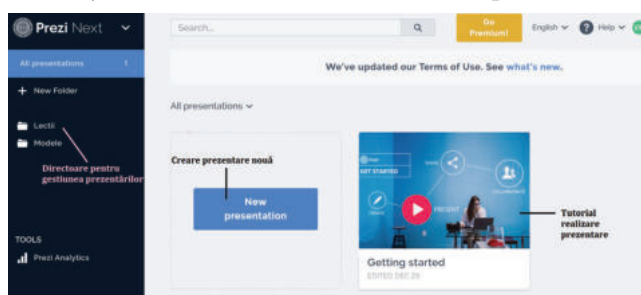 Prezi Next
Search...
Go Premium!
English
Help
All presentations 1
We've updated our Terms of Use. See what's new.
+ New Folder
All presentations
Lectii
Modele
Directoare pentru
gestiunea prezentărilor
Creare prezentare nouă
New
presentation
GET STARTED
PRESENT
Tutorial
realizare
prezentare
Getting started
EDITED DEC 29
TOOLS
Prezi Analytics